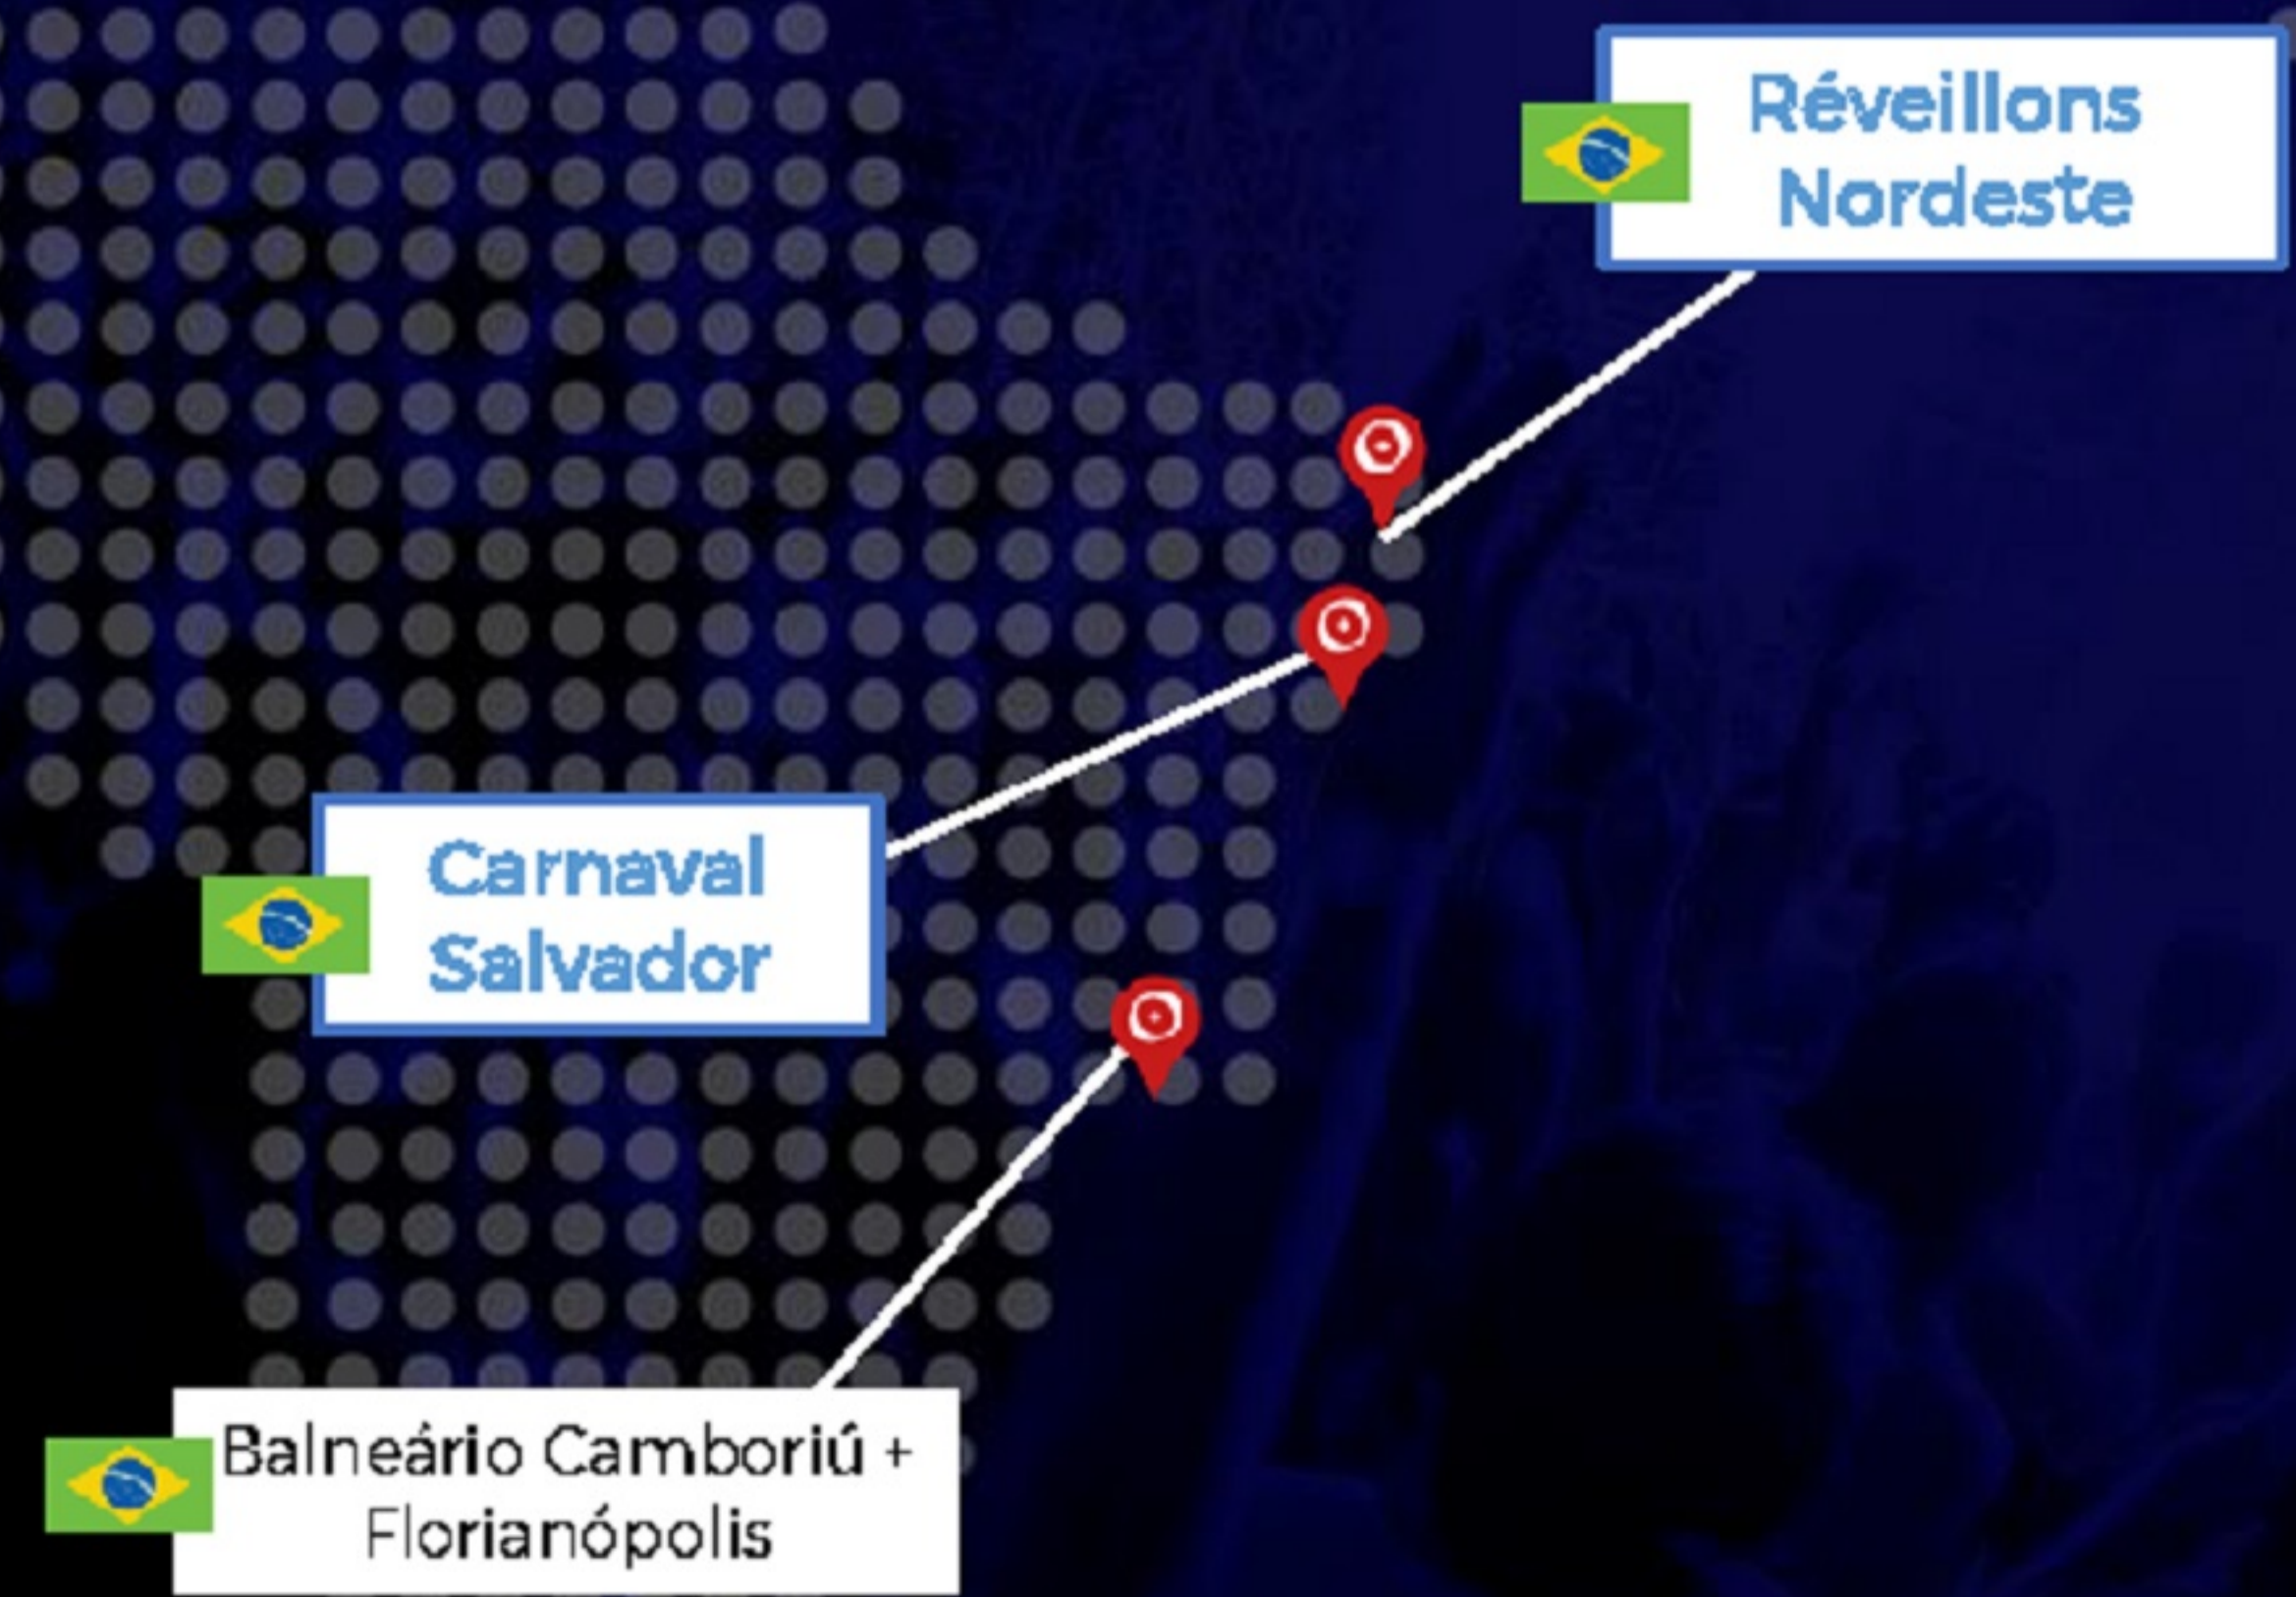 Réveillons
Nordeste
Carnaval
Salvador
Balneário Camboriú +
Florianópolis